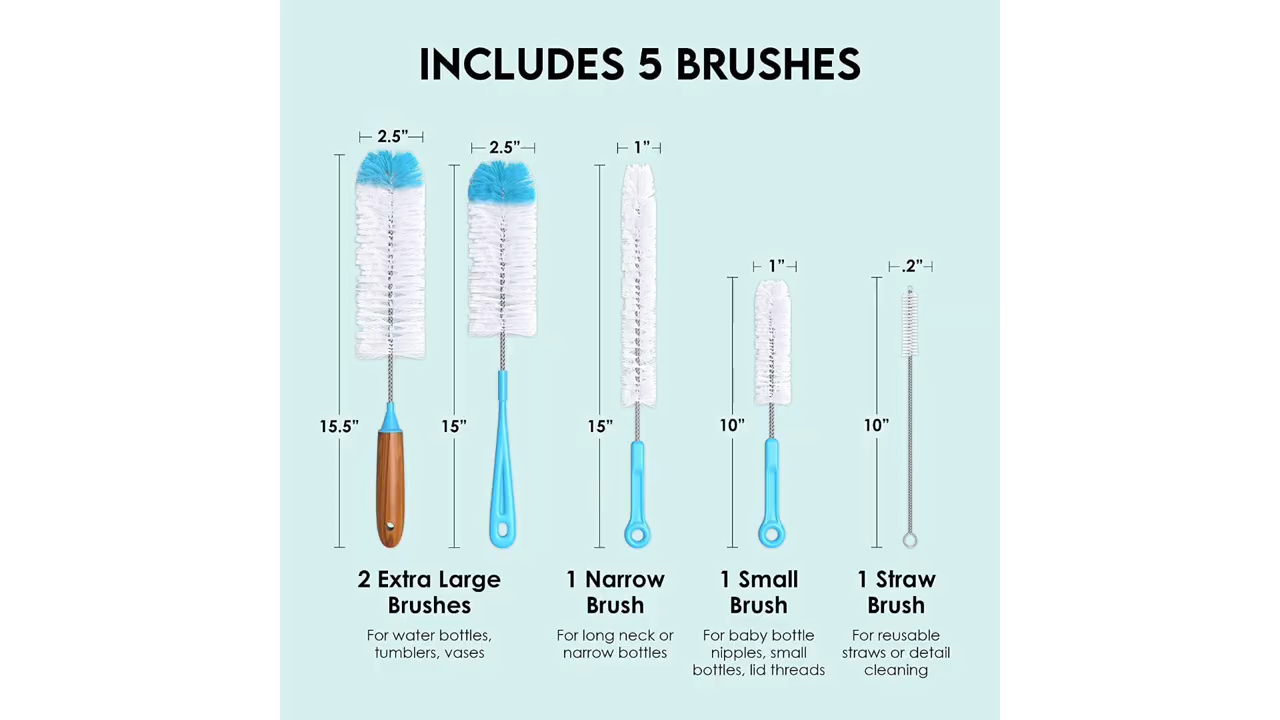 INCLUDES 5 BRUSHES
2.5”
2.5”
1”
1”
.2”
15.5”
15”
15”
10”
10”
2 Extra Large
Brushes
For water bottles,
tumblers, vases
1 Narrow
Brush
For long neck or
narrow bottles
1 Small
Brush
For baby bottle
nipples, small
bottles, lid threads
1 Straw
Brush
For reusable
straws or detail
cleaning